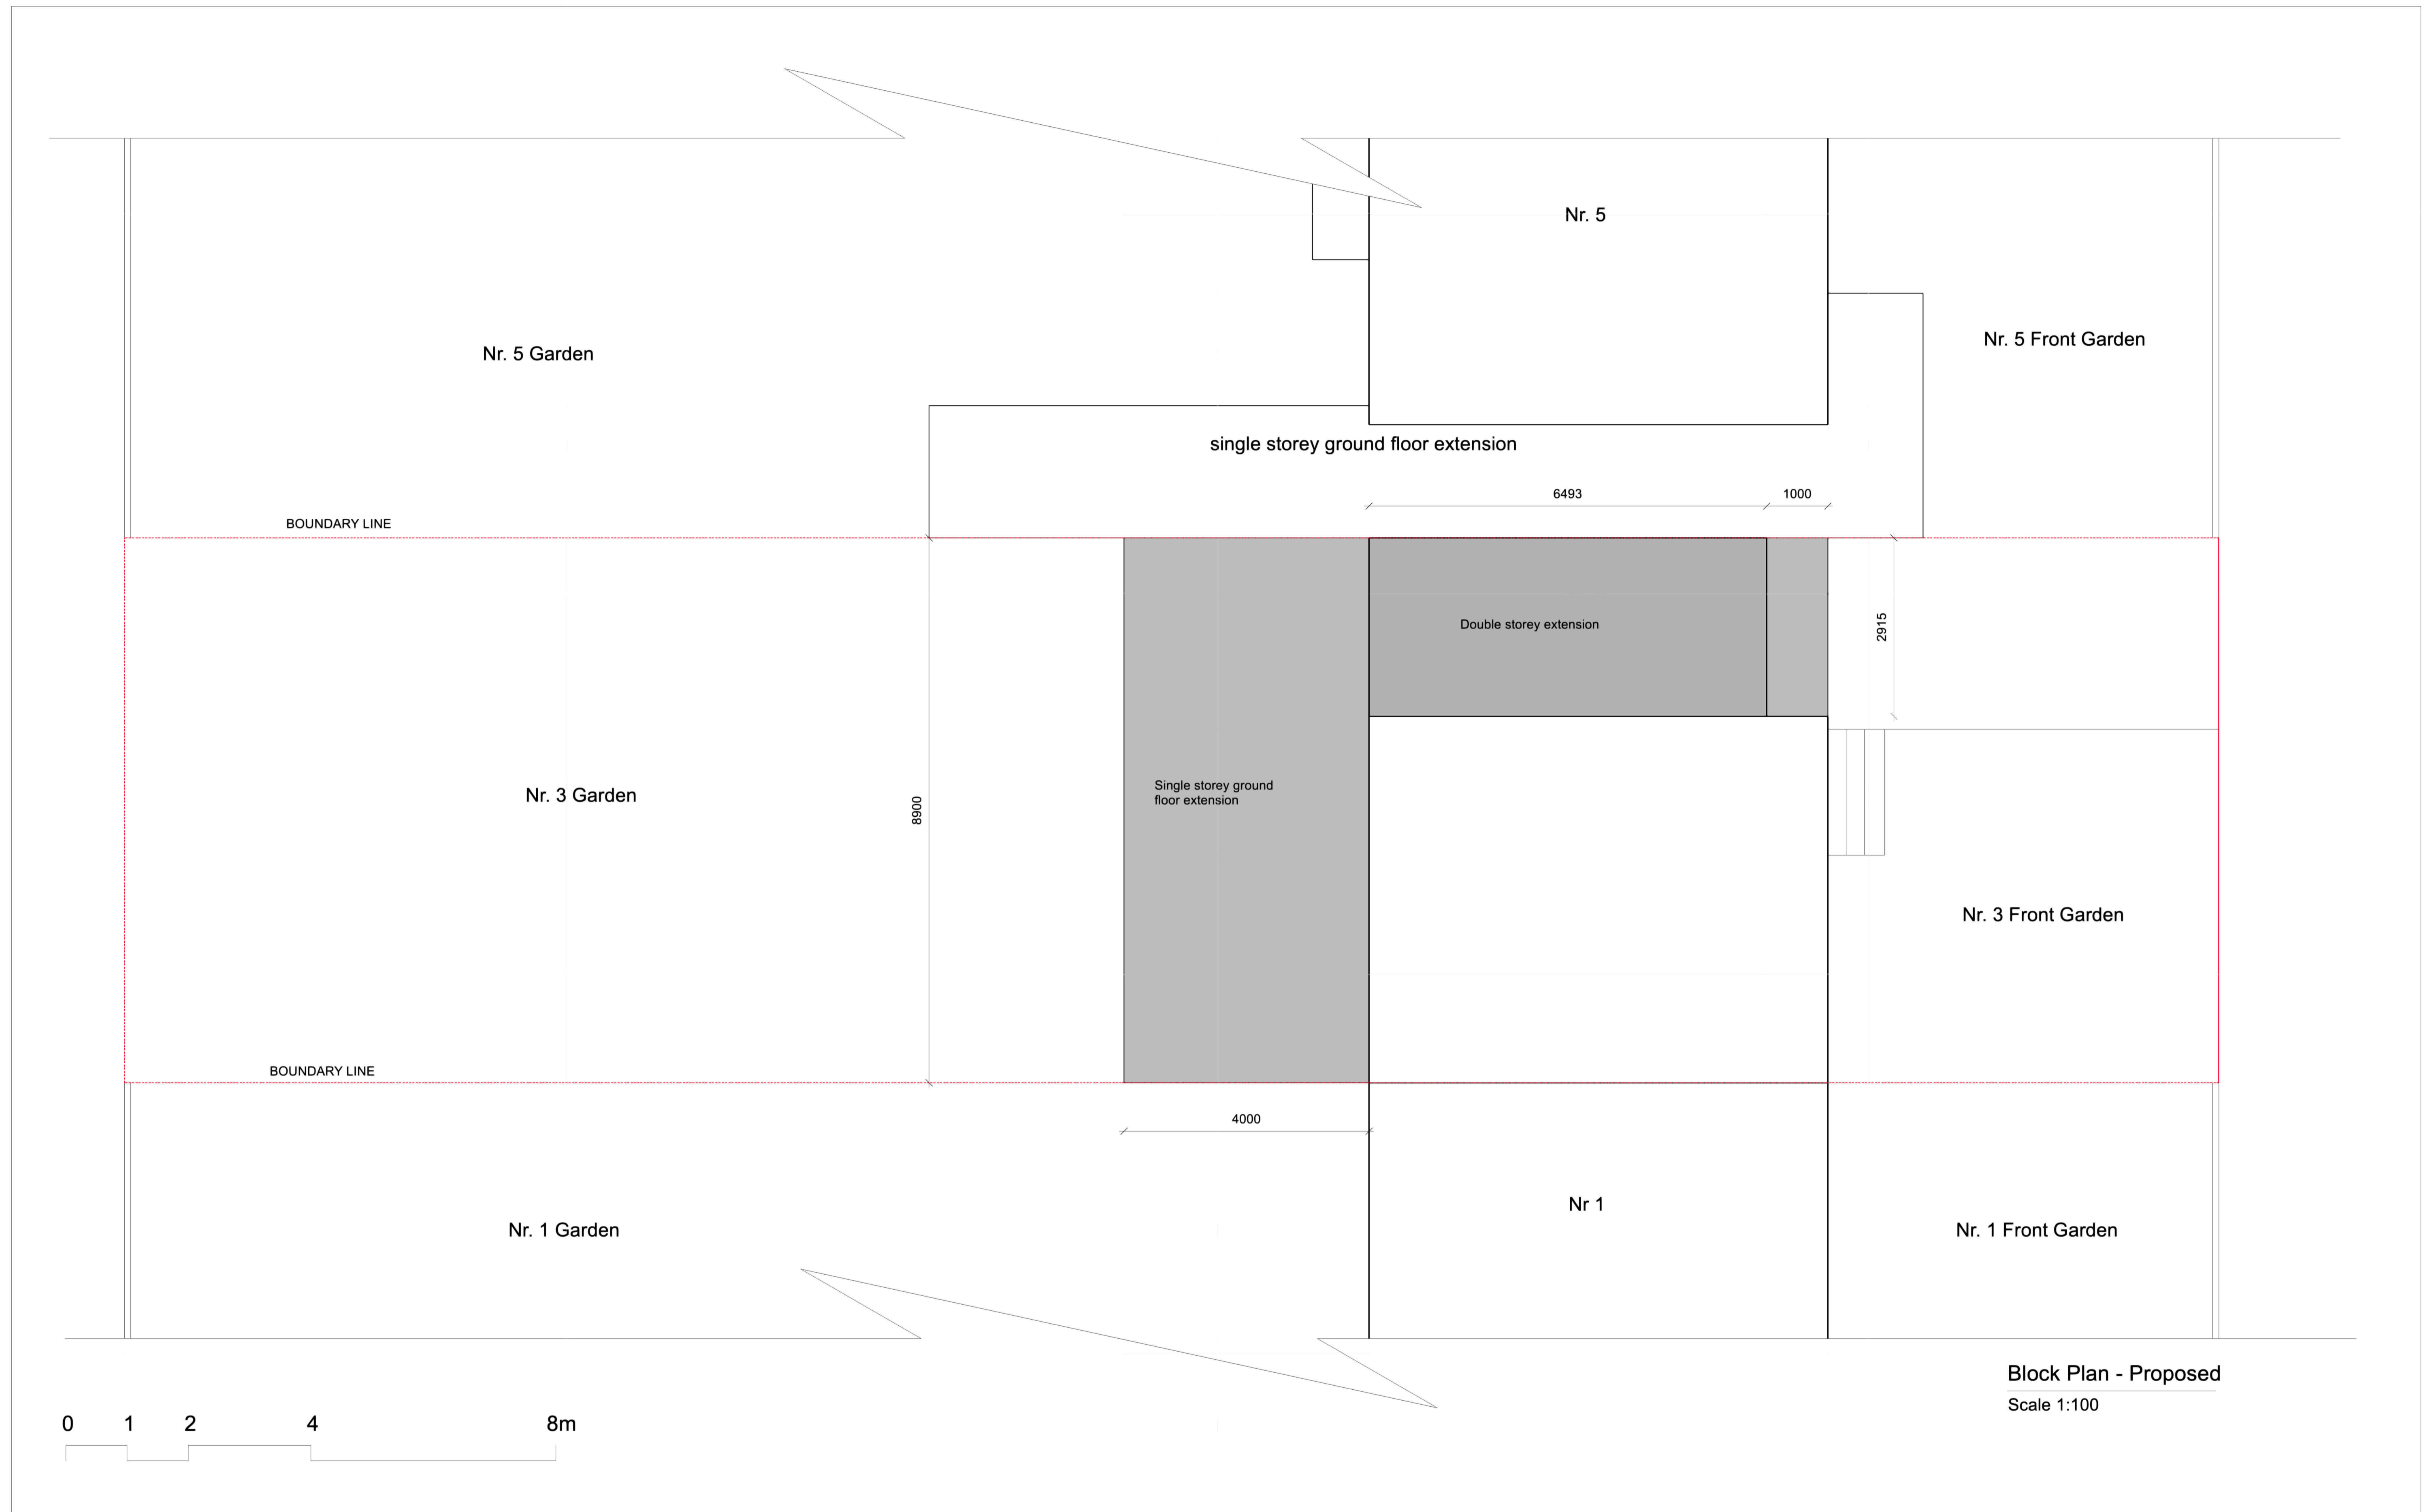 Nr. 5
Nr. 5 Front Garden
Nr. 5 Garden
single storey ground floor extension
6493
1000
BOUNDARY LINE
Double storey extension
2915
Single storey ground
floor extension
Nr. 3 Garden
8900
Nr. 3 Front Garden
BOUNDARY LINE
4000
Nr 1
Nr. 1 Garden
Nr. 1 Front Garden
Block Plan - Proposed
Scale 1:100
0 1 2 4 8m